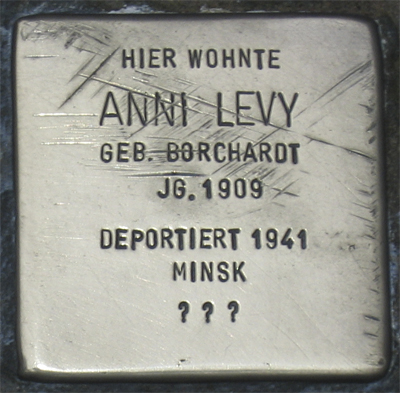 HIER WOHNTE
ANNI LEVY
GEB. BORCHARDT
JG. 1909
DEPORTIERT 1941
MINSK
? ? ?